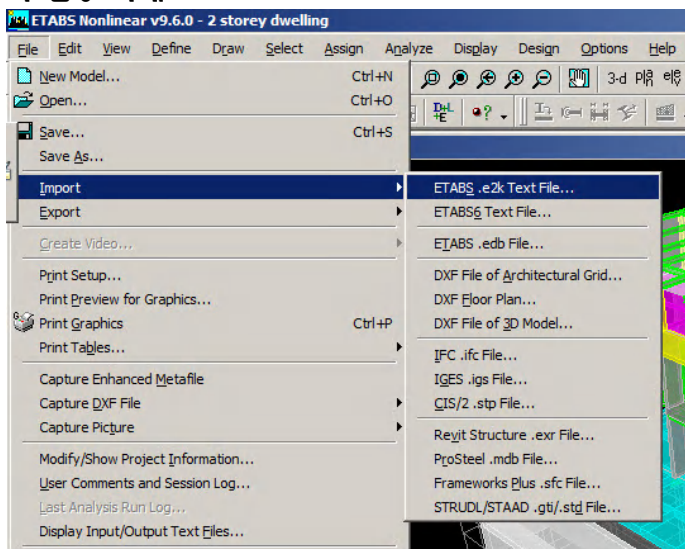 ETABS Nonlinear v9.6.0 - 2 storey dwelling
File Edit View Define Draw Select Assign Analyze Display Design Options Help
New Model... Ctrl+N
3-d
Open... Ctrl+O
Save... Ctrl+S
Save As...
Import
Export
Create Video...
Print Setup...
Print Preview for Graphics...
Print Graphics Ctrl+P
Print Tables...
Capture Enhanced Metafile
Capture DXF File
Capture Picture
Modify/Show Project Information...
User Comments and Session Log...
Last Analysis Run Log...
Display Input/Output Text Files...
ETABS .e2k Text File...
ETABS6 Text File...
ETABS .edb File...
DXF File of Architectural Grid...
DXF Floor Plan...
DXF File of 3D Model...
IFC .ifc File...
IGES .igs File...
CIS/2 .stp File...
Revit Structure .exr File...
ProSteel .mdb File...
Frameworks Plus .sfc File...
STRUDL/STAAD .gti/.std File...